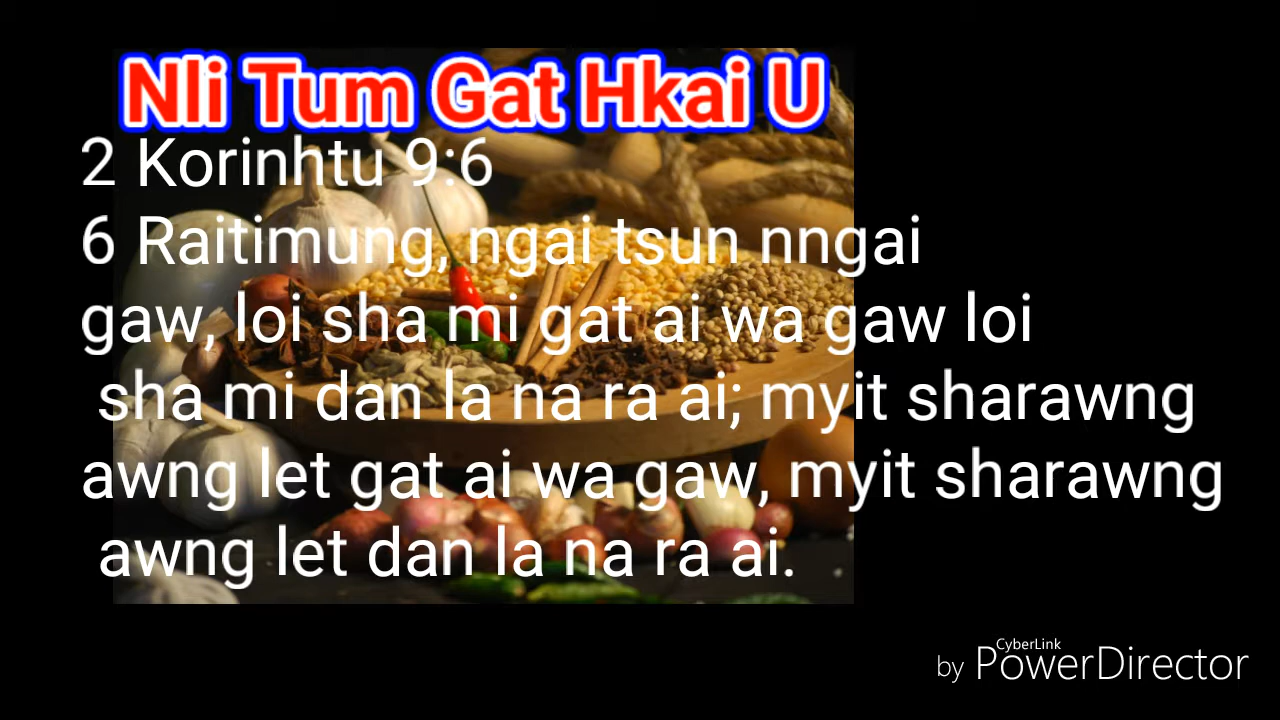 Nli Tum Gat Hkai U
2 Korinhtu 9:6
6 Raitimung, ngai tsun nngai
gaw, loi sha mi gat ai wa gaw loi
sha mi dan la na ra ai; myit sharawng
awng let gat ai wa gaw, myit sharawng
awng let dan la na ra ai.
CyberLink
by PowerDirector